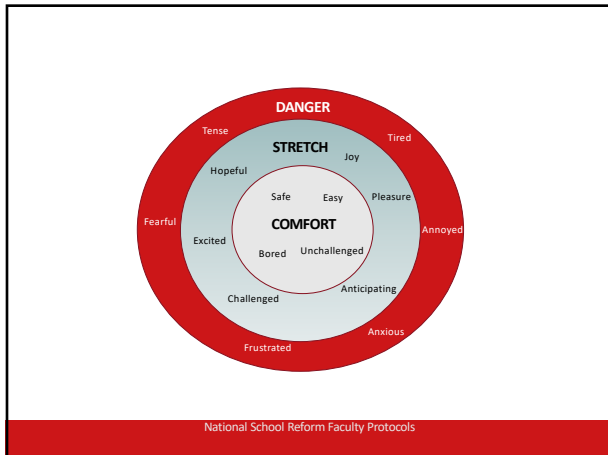 DANGER
Tense
Tired
STRETCH
Joy
Hopeful
Safe
Easy
Pleasure
Fearful
COMFORT
Annoyed
Excited
Bored
Unchallenged
Challenged
Anticipating
Anxious
Frustrated
National School Reform Faculty Protocols